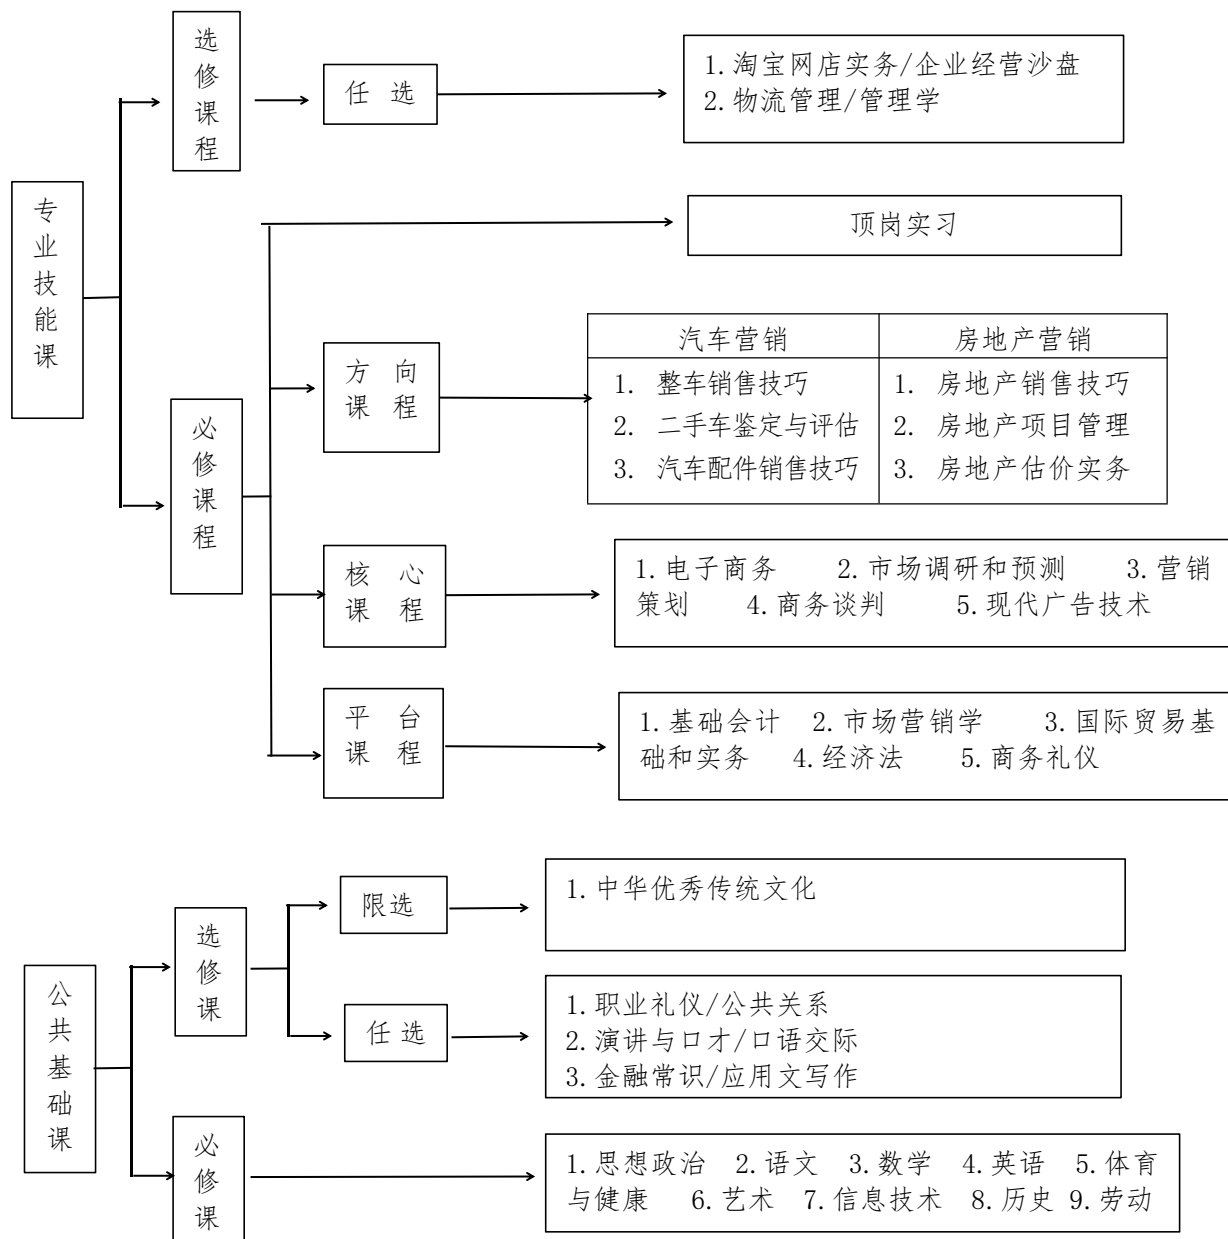 专业技能课
选修课程
任 选
1.淘宝网店实务/企业经营沙盘
2.物流管理/管理学
必修课程
顶岗实习
方 向
课 程
汽车营销
1. 整车销售技巧
2. 二手车鉴定与评估
3. 汽车配件销售技巧
房地产营销
1. 房地产销售技巧
2. 房地产项目管理
3. 房地产估价实务
核 心
课 程
1.电子商务 2.市场调研和预测 3.营销
策划 4.商务谈判 5.现代广告技术
平 台
课 程
1.基础会计 2.市场营销学 3.国际贸易基
础和实务 4.经济法 5.商务礼仪
公共基础课
选修课
限选
1.中华优秀传统文化
任选
1.职业礼仪/公共关系
2.演讲与口才/口语交际
3.金融常识/应用文写作
必修课
1.思想政治 2.语文 3.数学 4.英语 5.体育
与健康 6.艺术 7.信息技术 8.历史 9.劳动